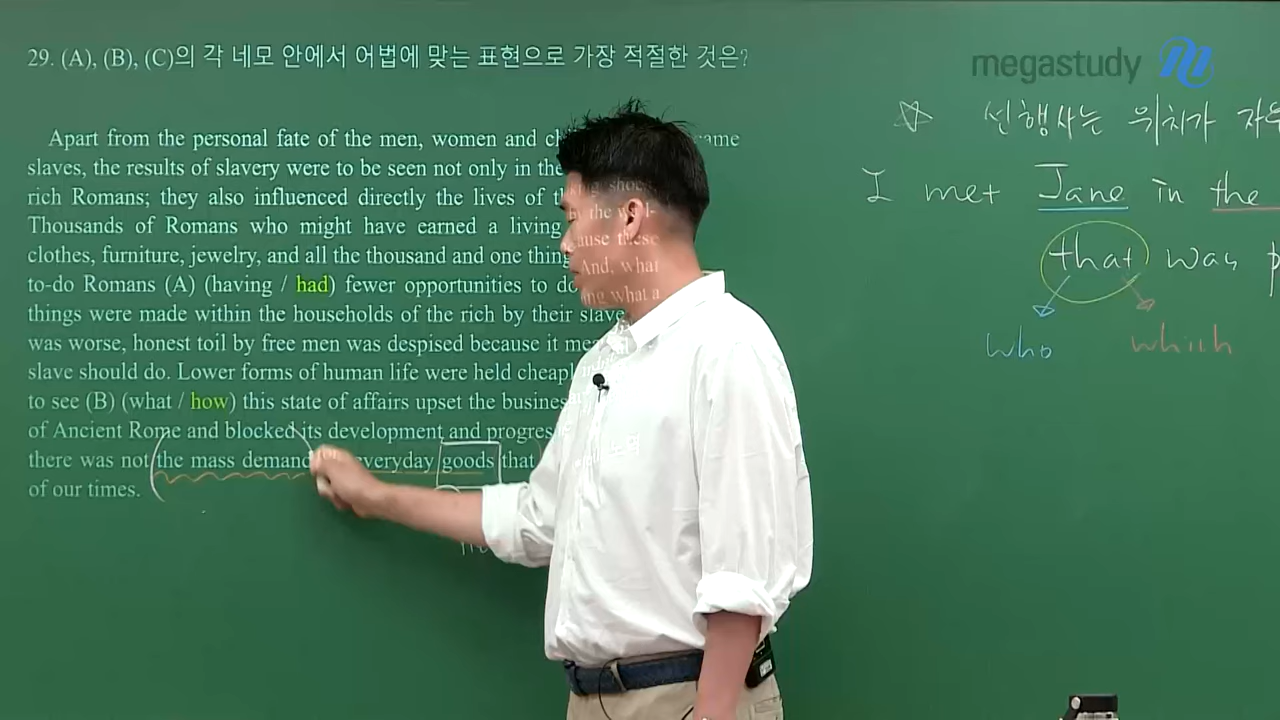 29. (A), (B), (C)의 각 네모 안에서 어법에 맞는 표현으로 가장 적절한 것은?
megastudy
Apart from the personal fate of the men, women and
slaves, the results of slavery were to be seen not only in the
rich Romans; they also influenced directly the lives of
Thousands of Romans who might have earned a living
clothes, furniture, jewelry, and all the thousand and one
to-do Romans (A) (having / had) fewer opportunities to do
things were made within the households of the rich by their
was worse, honest toil by free men was despised because it
slave should do. Lower forms of human life were held
to see (B) (what / how) this state of affairs upset the
of Ancient Rome and blocked its development and
there was not the mass demand everyday goods that
of our times.
선행사는 위치가
I met Jane in the
that was
who which